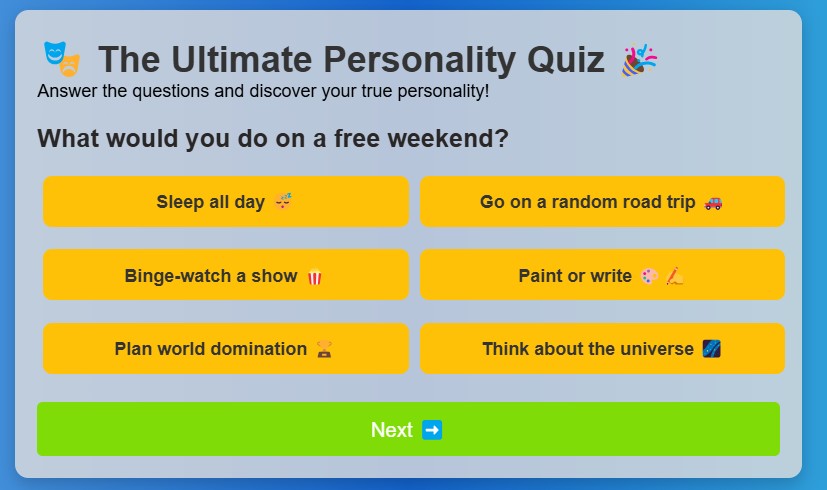 The Ultimate Personality Quiz
Answer the questions and discover your true personality!
What would you do on a free weekend?
Sleep all day
Go on a random road trip
Binge-watch a show
Paint or write
Plan world domination
Think about the universe
Next